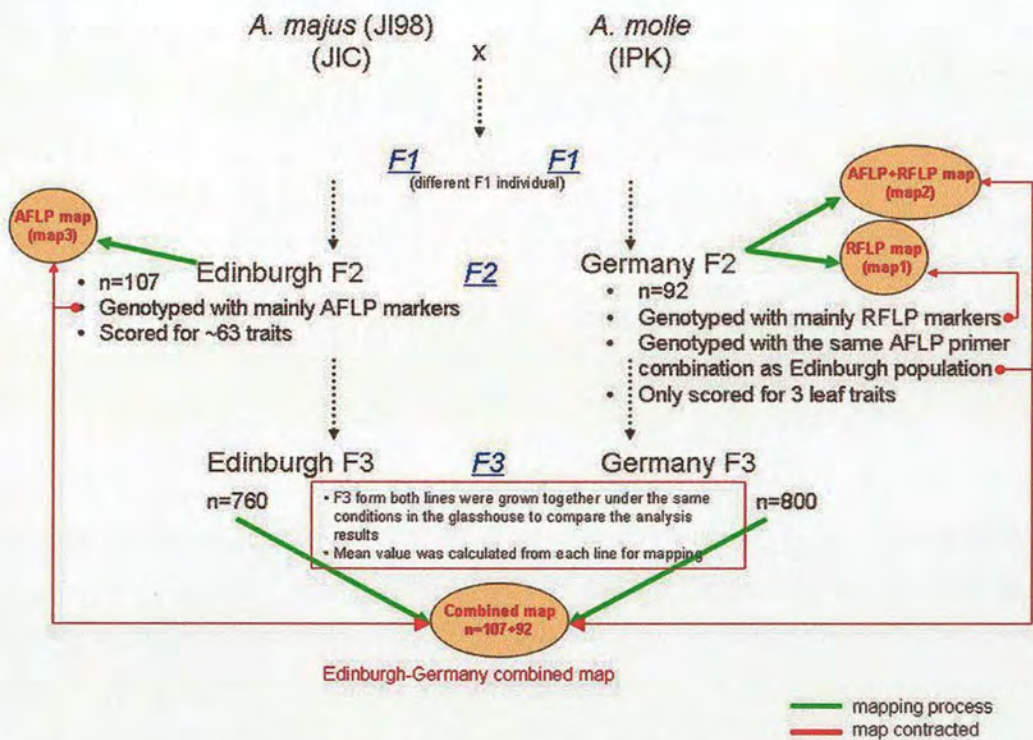 A. majus (JI98)
(JIC)
x
A. molle
(IPK)
F1
F1
(different F1 individual)
AFLP+RFLP map
(map2)
AFLP map
(map3)
RFLP map
(map1)
Edinburgh F2
F2
Germany F2
• n=107
• Genotyped with mainly AFLP markers
• Scored for ~63 traits
• n=92
• Genotyped with mainly RFLP markers
• Genotyped with the same AFLP primer
combination as Edinburgh population
• Only scored for 3 leaf traits
Edinburgh F3
F3
Germany F3
n=760
• F3 form both lines were grown together under the same
conditions in the glasshouse to compare the analysis
results
• Mean value was calculated from each line for mapping
n=800
Combined map
n=107+92
Edinburgh-Germany combined map
mapping process
map contracted